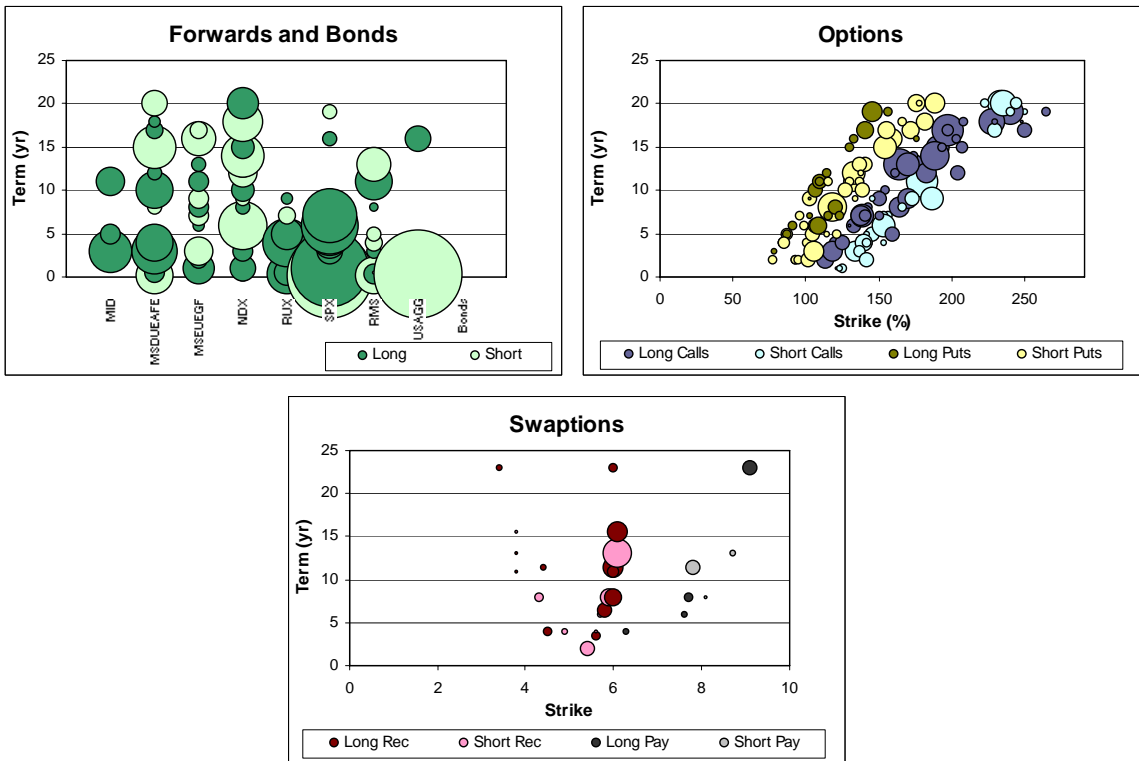 Forwards and Bonds
25
20
15
10
5
0
Term (yr)
MID
MSDUEAFE
MSEUEGF
NDX
RUX
SPX
RMS
USAGG
Bonds
Long
Short
Options
25
20
15
10
5
0
Term (yr)
0 50 100 150 200 250
Strike (%)
Long Calls Short Calls Long Puts Short Puts
Swaptions
25
20
15
10
5
0
Term (yr)
0 2 4 6 8 10
Strike
Long Rec Short Rec Long Pay Short Pay